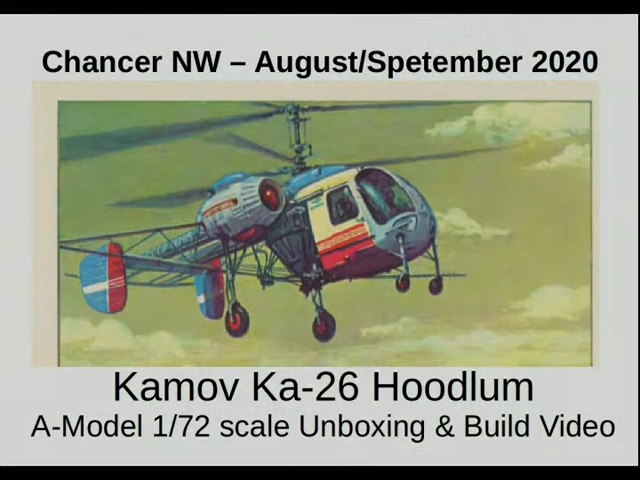 Chancer NW – August/Spetember 2020
Kamov Ka-26 Hoodlum
A-Model 1/72 scale Unboxing & Build Video